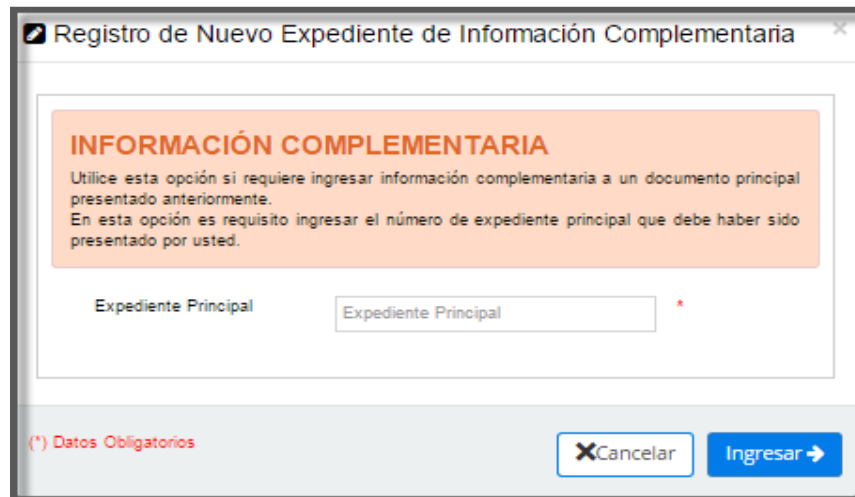 Registro de Nuevo Expediente de Información Complementaria
INFORMACIÓN COMPLEMENTARIA
Utilice esta opción si requiere ingresar información complementaria a un documento principal
presentado anteriormente.
En esta opción es requisito ingresar el número de expediente principal que debe haber sido
presentado por usted.
Expediente Principal
Expediente Principal
*
(*) Datos Obligatorios
Cancelar
Ingresar